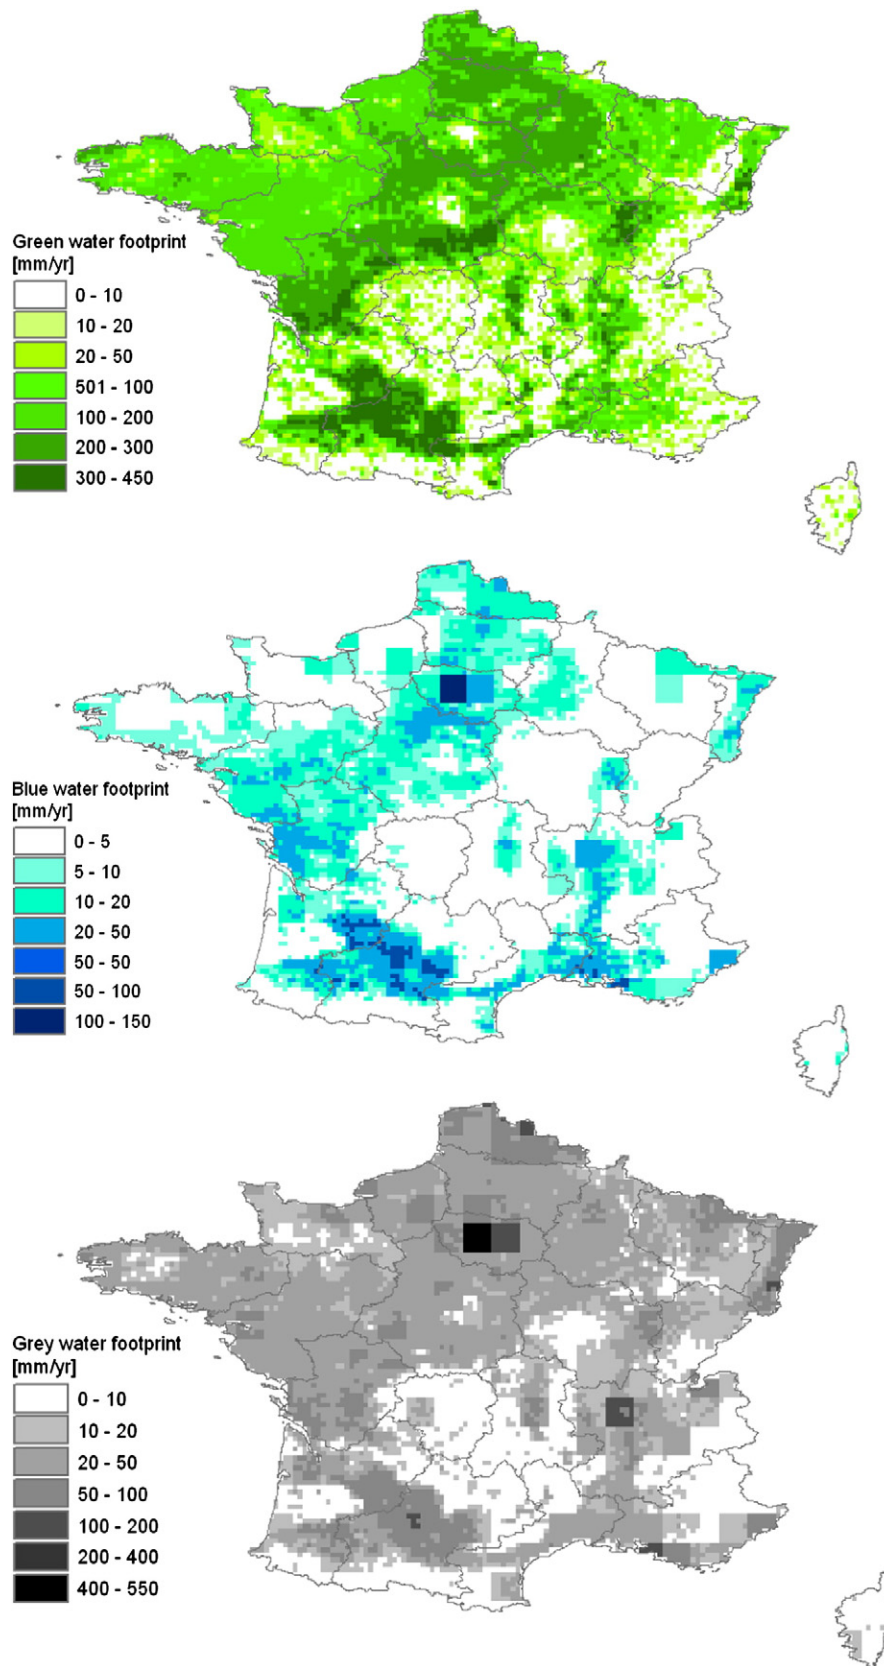 Green water footprint
[mm/yr]
0 - 10
10 - 20
20 - 50
501 - 100
100 - 200
200 - 300
300 - 450
Blue water footprint
[mm/yr]
0 - 5
5 - 10
10 - 20
20 - 50
50 - 50
50 - 100
100 - 150
Grey water footprint
[mm/yr]
0 - 10
10 - 20
20 - 50
50 - 100
100 - 200
200 - 400
400 - 550